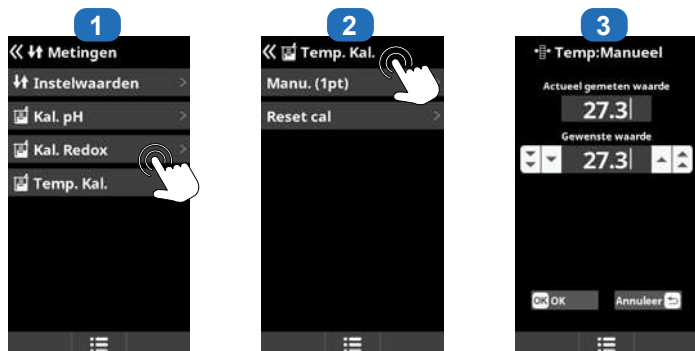 1
Metingen
Instelwaarden
Kal. pH
Kal. Redox
Temp. Kal.
2
Temp. Kal.
Manu. (1pt)
Reset cal
3
Temp:Manueel
Actueel gemeten waarde
27.3
Gewenste waarde
27.3
OK OK
Annuleer